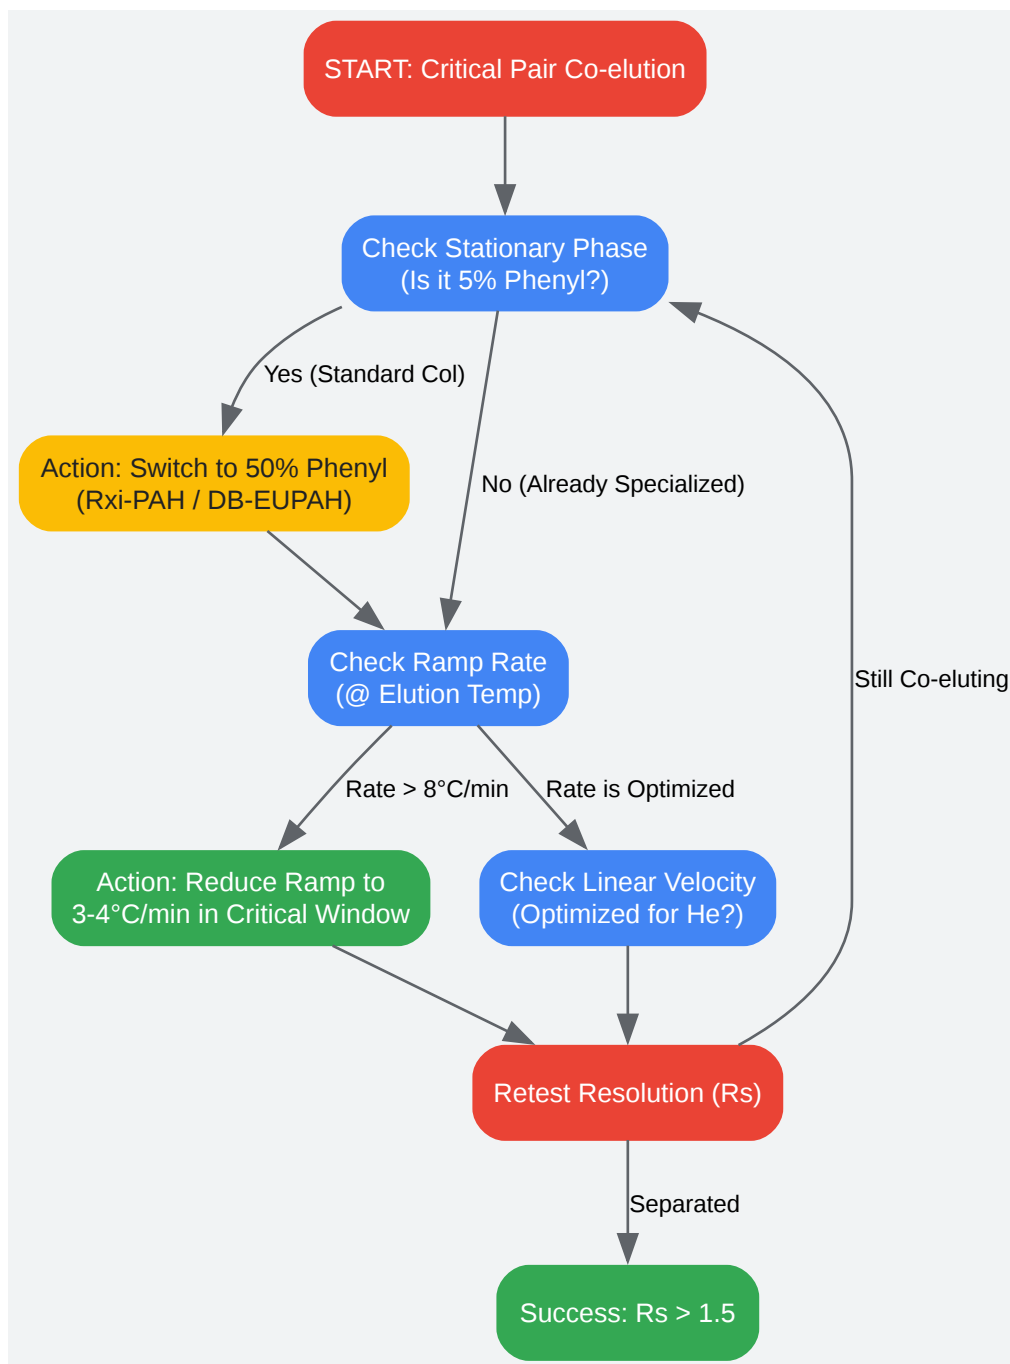 START: Critical Pair Co-elution
Check Stationary Phase
(Is it 5% Phenyl?)
Yes (Standard Col)
Action: Switch to 50% Phenyl
(Rxi-PAH / DB-EUPAH)
No (Already Specialized)
Check Ramp Rate
(@ Elution Temp)
Still Co-eluting
Rate > 8°C/min
Rate is Optimized
Action: Reduce Ramp to
3-4°C/min in Critical Window
Check Linear Velocity
(Optimized for He?)
Retest Resolution (Rs)
Separated
Success: Rs > 1.5